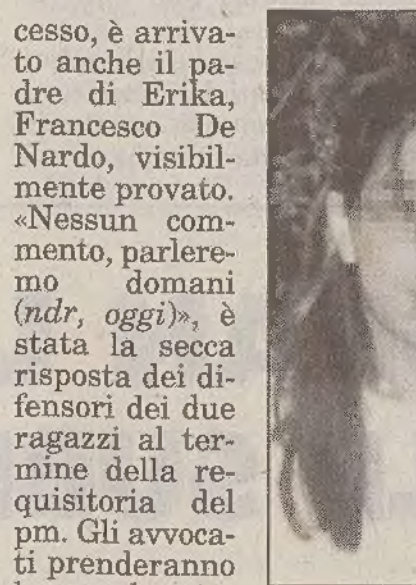 cesso, è arriva-
to anche il pa-
dre di Erika,
Francesco De
Nardo, visibil-
mente provato.
«Nessun com-
mento, parlere-
mo domani
(ndr, oggi)», è
stata la secca
risposta dei di-
fensori dei due
ragazzi al ter-
mine della re-
quisitoria del
pm. Gli avvoca-
ti prenderanno